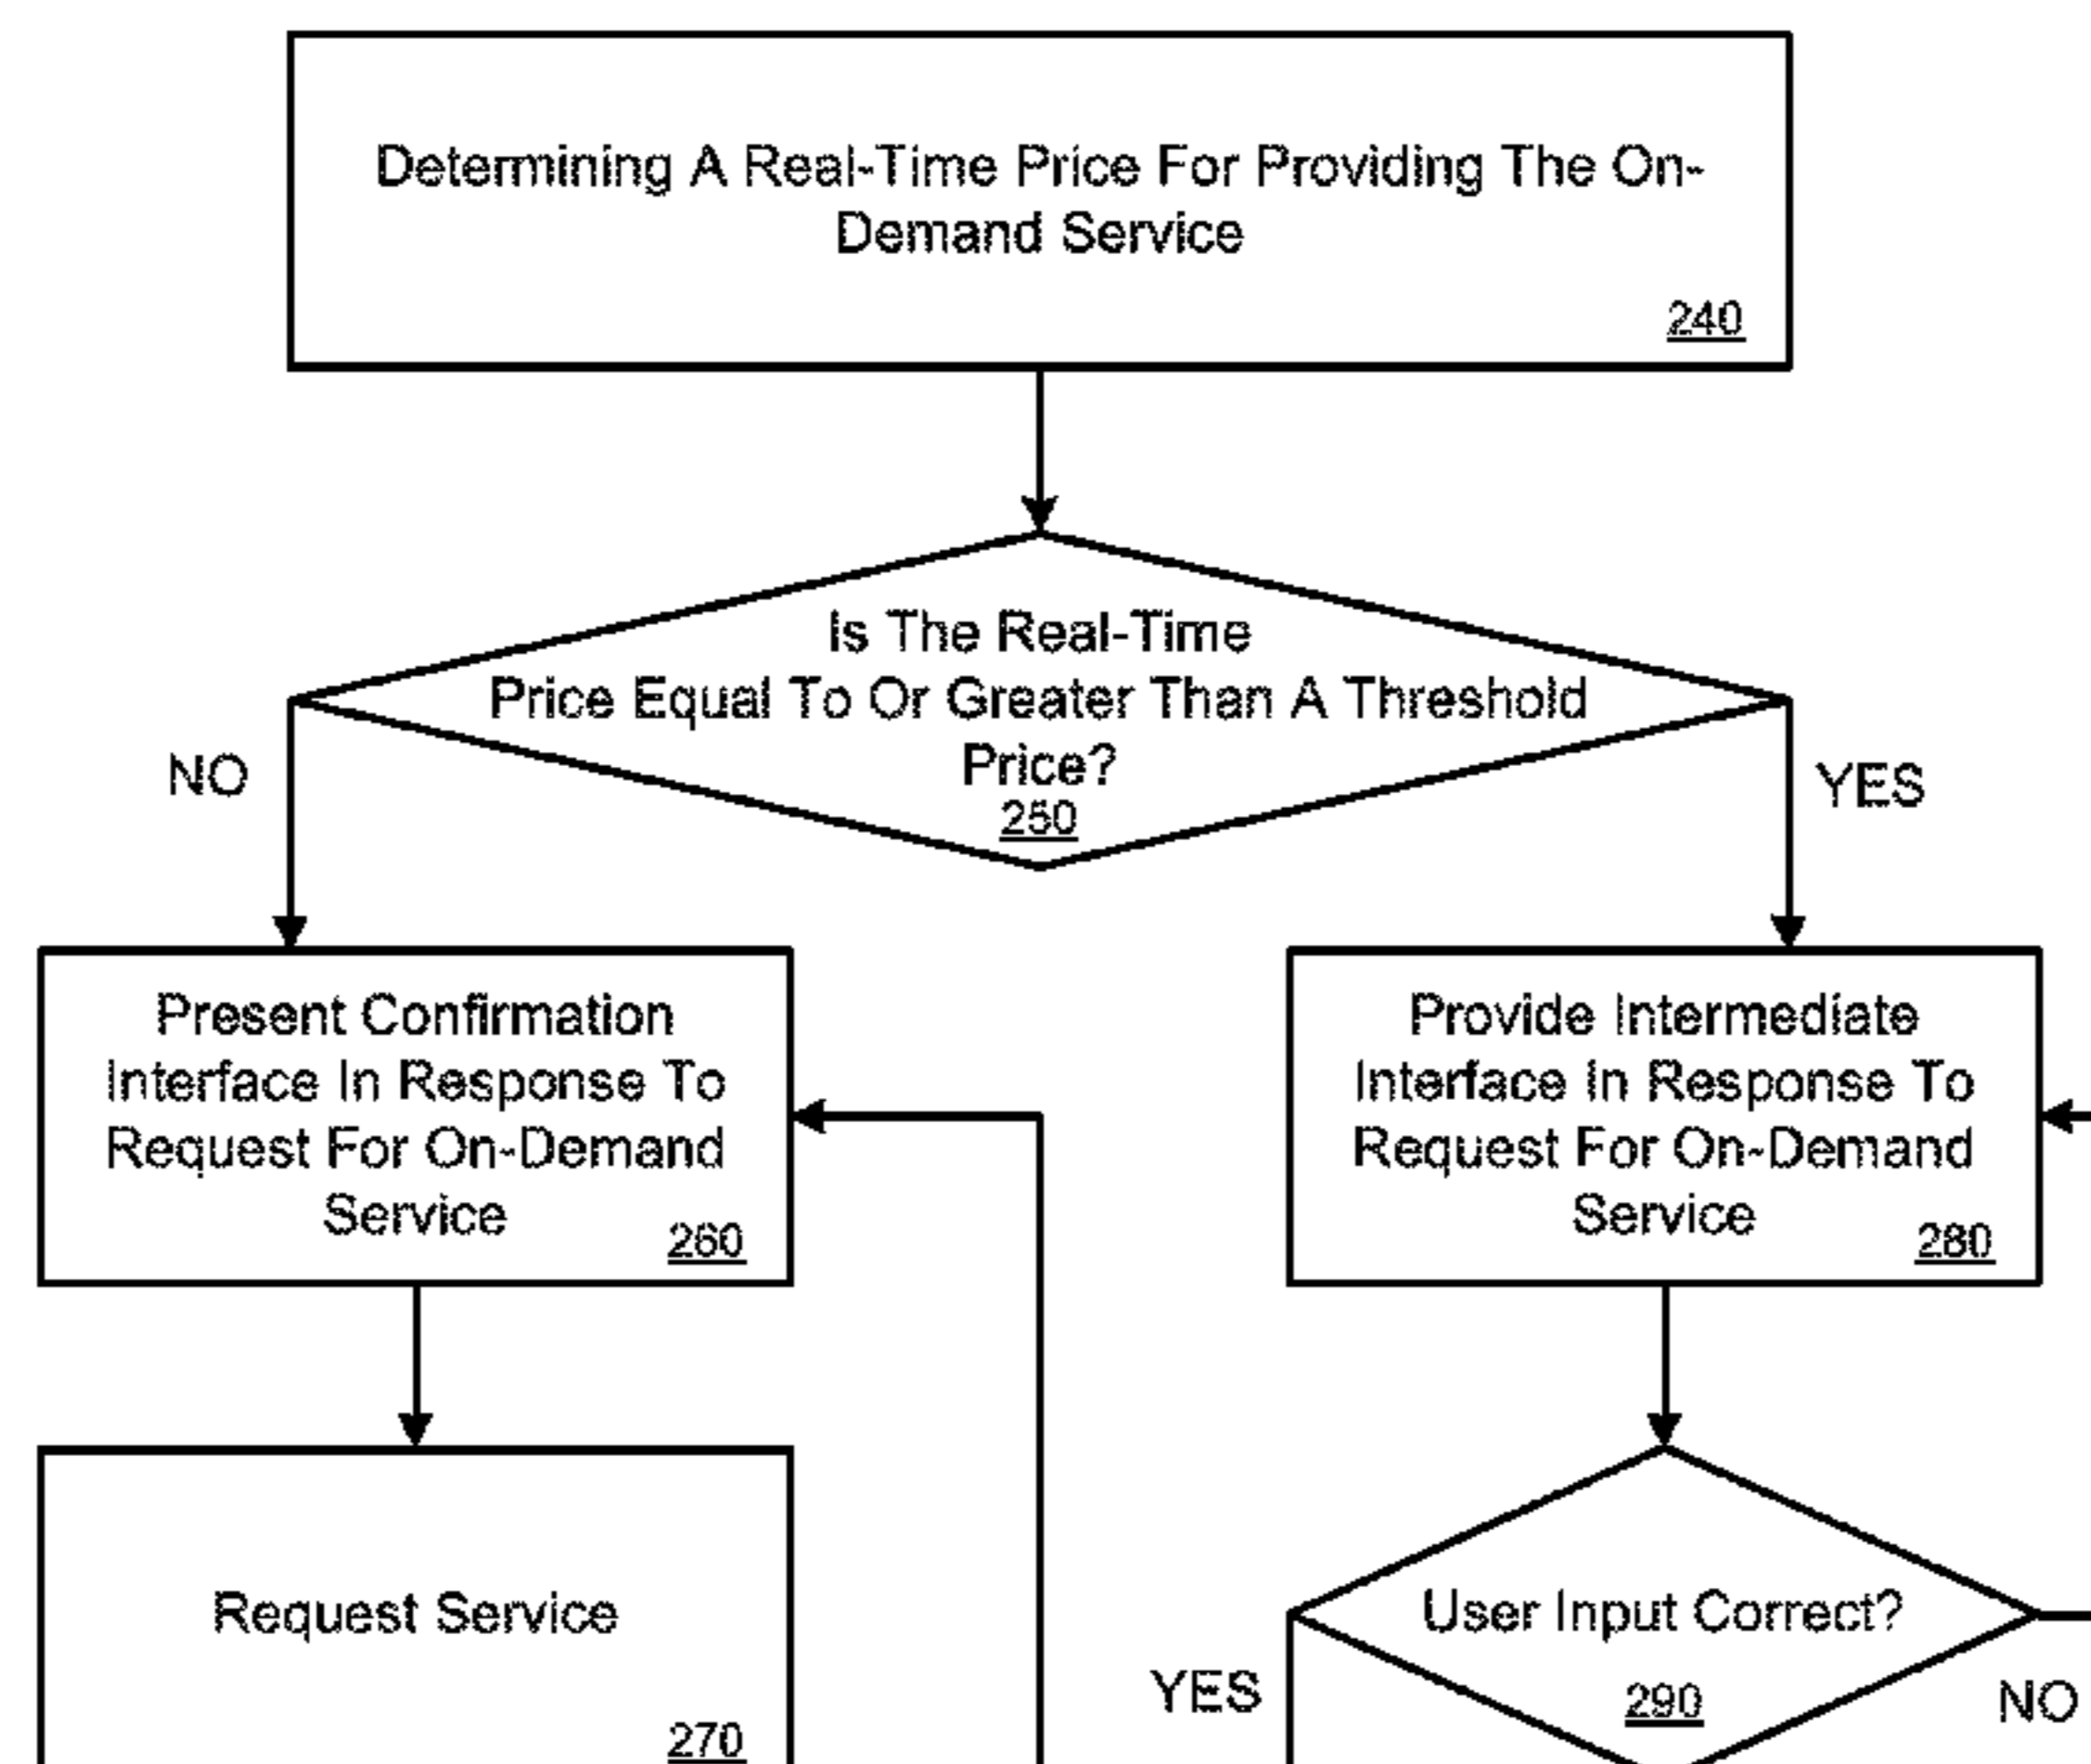 Determining A Real-Time Price For Providing The On-
Demand Service
240
Is The Real-Time
Price Equal To Or Greater Than A Threshold
Price?
250
NO
YES
Present Confirmation
Interface In Response To
Request For On-Demand
Service
260
Provide Intermediate
Interface In Response To
Request For On-Demand
Service
280
Request Service
270
User Input Correct?
290
YES
NO